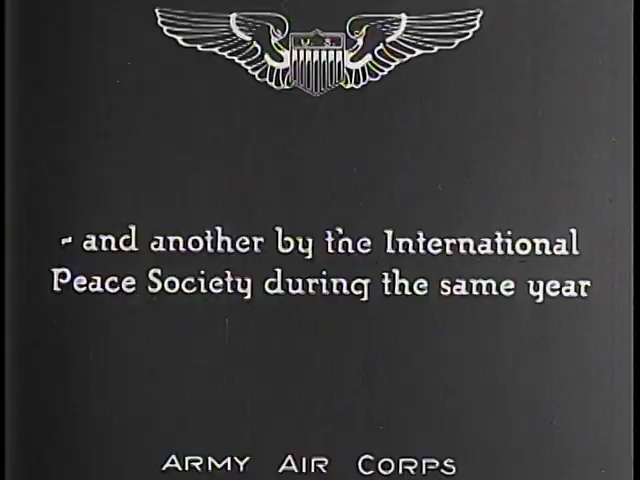 U. S.
- and another by the International
Peace Society during the same year
ARMY AIR CORPS